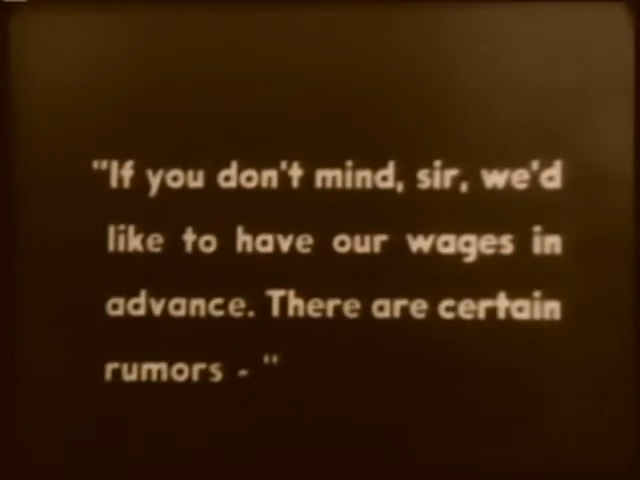 "If you don't mind, sir, we'd
like to have our wages in
advance. There are certain
rumors - "